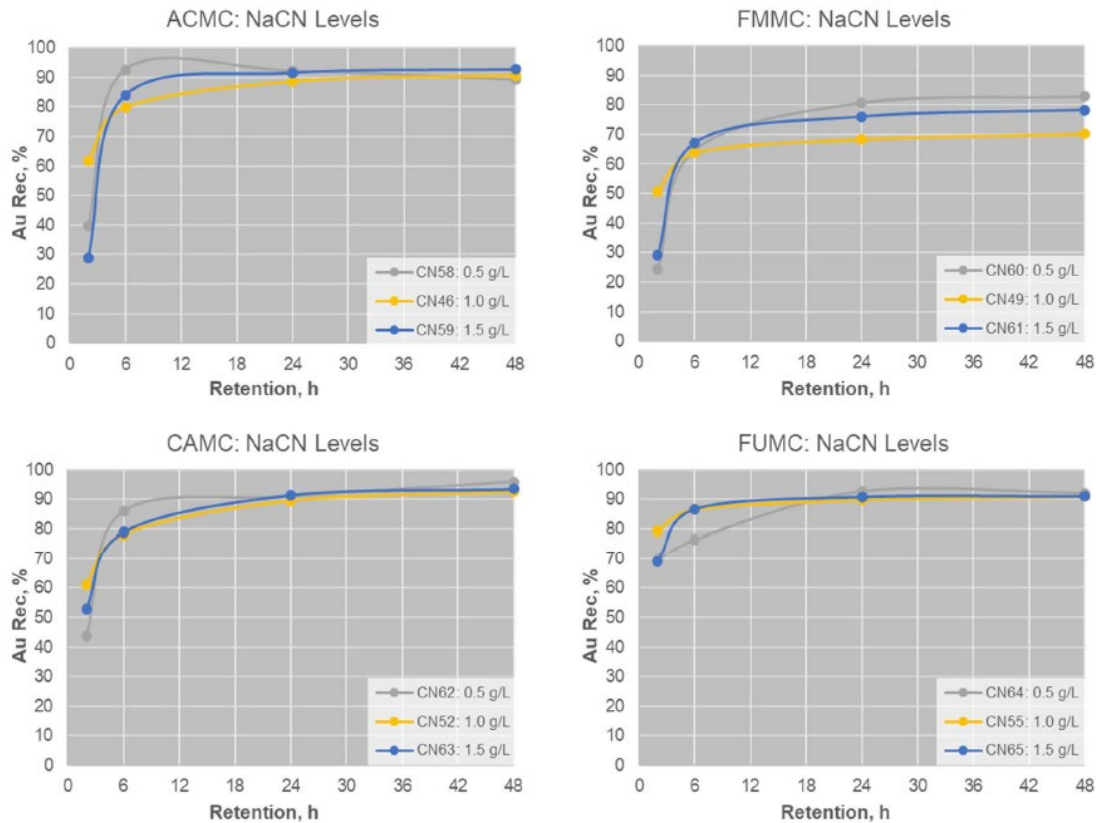 ACMC: NaCN Levels
Au Rec, %
100
90
80
70
60
50
40
30
20
10
0
CN58: 0.5 g/L
CN46: 1.0 g/L
CN59: 1.5 g/L
0 6 12 18 24 30 36 42 48
Retention, h
FMMC: NaCN Levels
Au Rec, %
100
90
80
70
60
50
40
30
20
10
0
CN60: 0.5 g/L
CN49: 1.0 g/L
CN61: 1.5 g/L
0 6 12 18 24 30 36 42 48
Retention, h
CAMC: NaCN Levels
Au Rec, %
100
90
80
70
60
50
40
30
20
10
0
CN62: 0.5 g/L
CN52: 1.0 g/L
CN63: 1.5 g/L
0 6 12 18 24 30 36 42 48
Retention, h
FUMC: NaCN Levels
Au Rec, %
100
90
80
70
60
50
40
30
20
10
0
CN64: 0.5 g/L
CN55: 1.0 g/L
CN65: 1.5 g/L
0 6 12 18 24 30 36 42 48
Retention, h